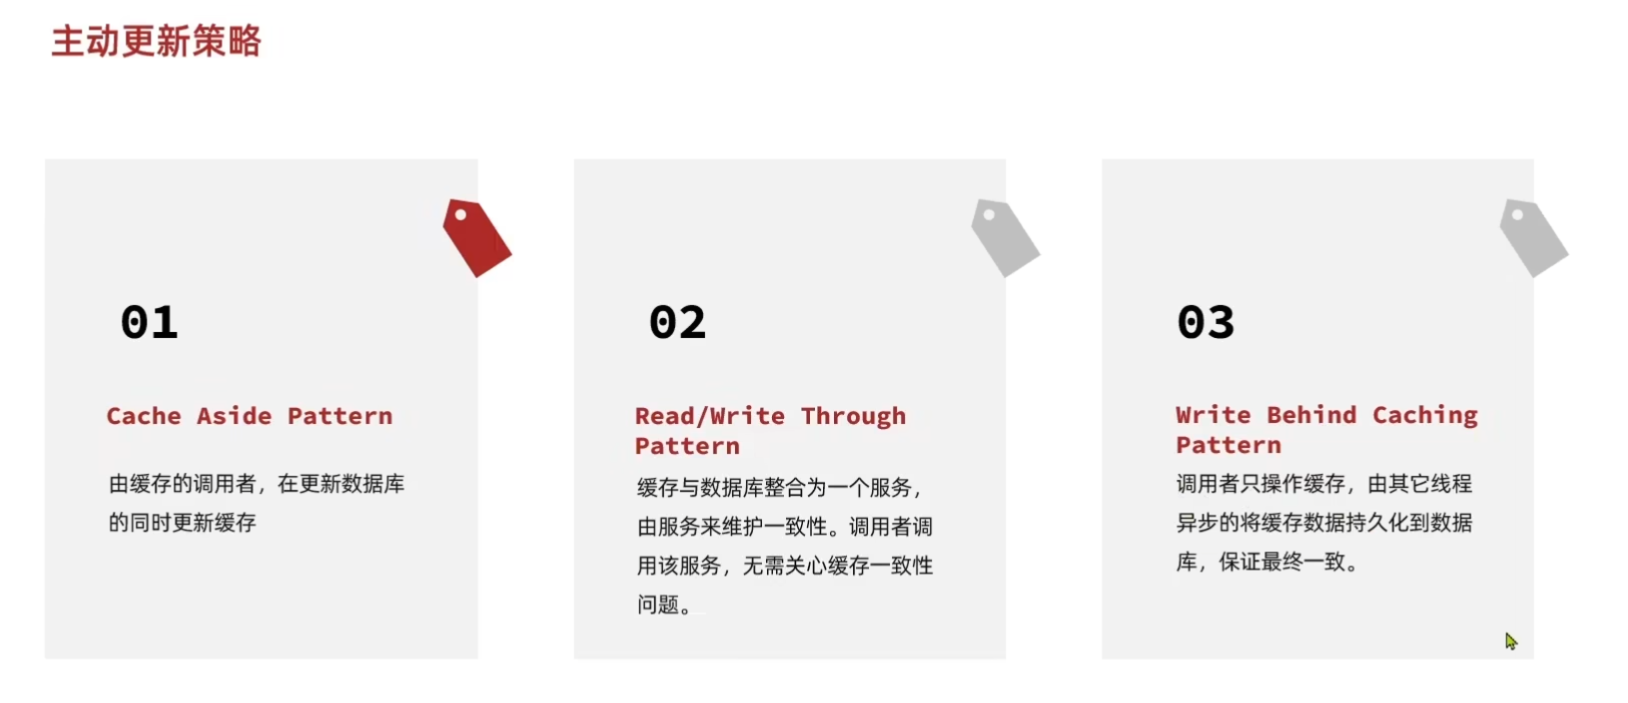 主动更新策略
01
Cache Aside Pattern
由缓存的调用者，在更新数据库
的同时更新缓存
02
Read/Write Through
Pattern
缓存与数据库整合为一个服务，
由服务来维护一致性。调用者调
用该服务，无需关心缓存一致性
问题。
03
Write Behind Caching
Pattern
调用者只操作缓存，由其它线程
异步的将缓存数据持久化到数据
库，保证最终一致。